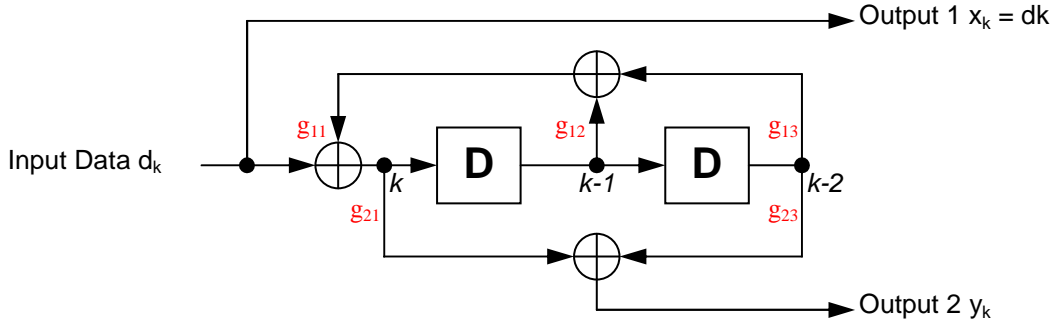 Output 1 xₖ = dk
g₁₁
g₁₂
g₁₃
Input Data dₖ
D
D
k
k-1
k-2
g₂₁
g₂₃
Output 2 yₖ